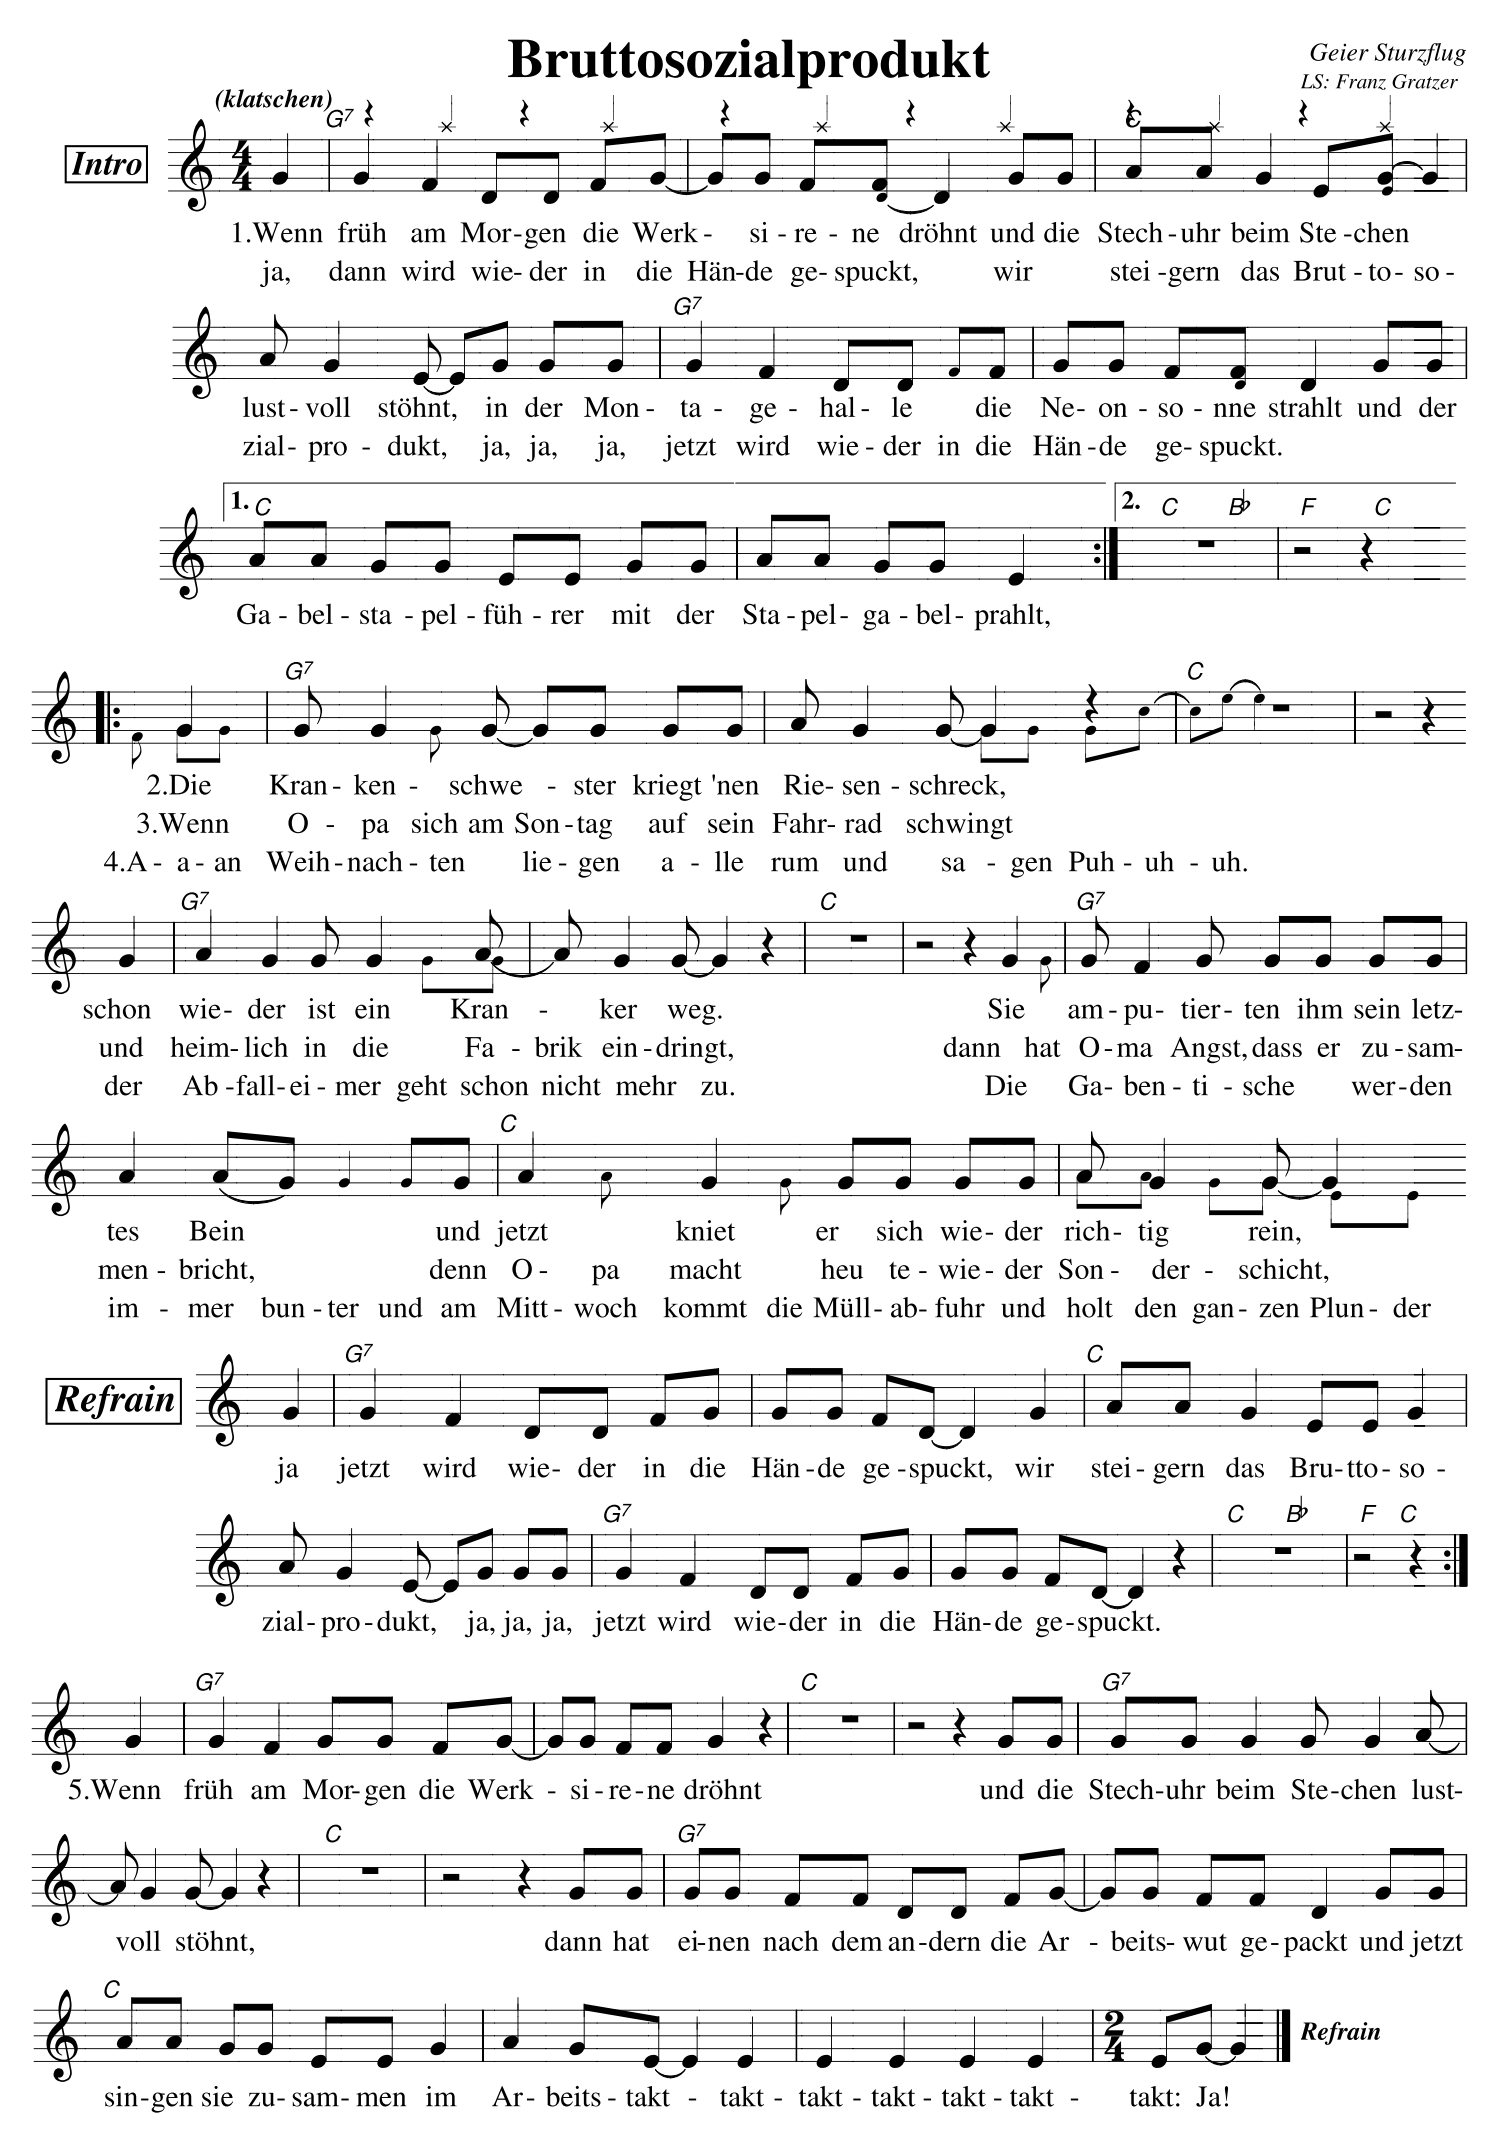 Bruttosozialprodukt
Geier Sturzflug
LS: Franz Gratzer
(klatschen)
G7 C
Intro
4/4
1.Wenn früh am Mor-gen die Werk - si - re - ne dröhnt und die Stech-uhr beim Ste-chen
ja, dann wird wie-der in die Hän-de ge-spuckt, wir stei-gern das Brut-to-so-
G7
lust-voll stöhnt, in der Mon-ta-ge-hal-le die Ne-on-so-nne strahlt und der
zial-pro-dukt, ja, ja, ja, jetzt wird wie-der in die Hän-de ge-spuckt.
1. C 2. C B♭ F C
Ga-bel-sta-pel-füh-rer mit der Sta-pel-ga-bel-prahlt,
G7 C
2.Die Kran-ken-schwe-ster kriegt 'nen Rie-sen-schreck,
3.Wenn O-pa sich am Son-tag auf sein Fahr-rad schwingt
4.A-a-an Weih-nach-ten lie-gen a-lle rum und sa-gen Puh-uh-uh.
G7 C G7
schon wie-der ist ein Kran-ker weg. Sie am-pu-tier-ten ihm sein letz-
und heim-lich in die Fa-brik ein-dringt, dann hat O-ma Angst, dass er zu-sam-
der Ab-fall-ei-mer geht schon nicht mehr zu. Die Ga-ben-ti-sche wer-den
C
tes Bein und jetzt kniet er sich wie-der rich-tig rein,
men-bricht, denn O-pa macht heu te-wie-der Son-der-schicht,
im-mer bun-ter und am Mitt-woch kommt die Müll-ab-fuhr und holt den gan-zen Plun-der
G7 C
Refrain
ja jetzt wird wie-der in die Hän-de ge-spuckt, wir stei-gern das Bru-tto-so-
G7 C B♭ F C
zial-pro-dukt, ja, ja, ja, jetzt wird wie-der in die Hän-de ge-spuckt.
G7 C G7
5.Wenn früh am Mor-gen die Werk-si-re-ne dröhnt und die Stech-uhr beim Ste-chen lust-
C G7
voll stöhnt, dann hat ei-nen nach dem an-dern die Ar-beits-wut ge-packt und jetzt
C
2/4
Refrain
sin-gen sie zu-sam-men im Ar-beits-takt-takt-takt-takt-takt-takt-takt: Ja!